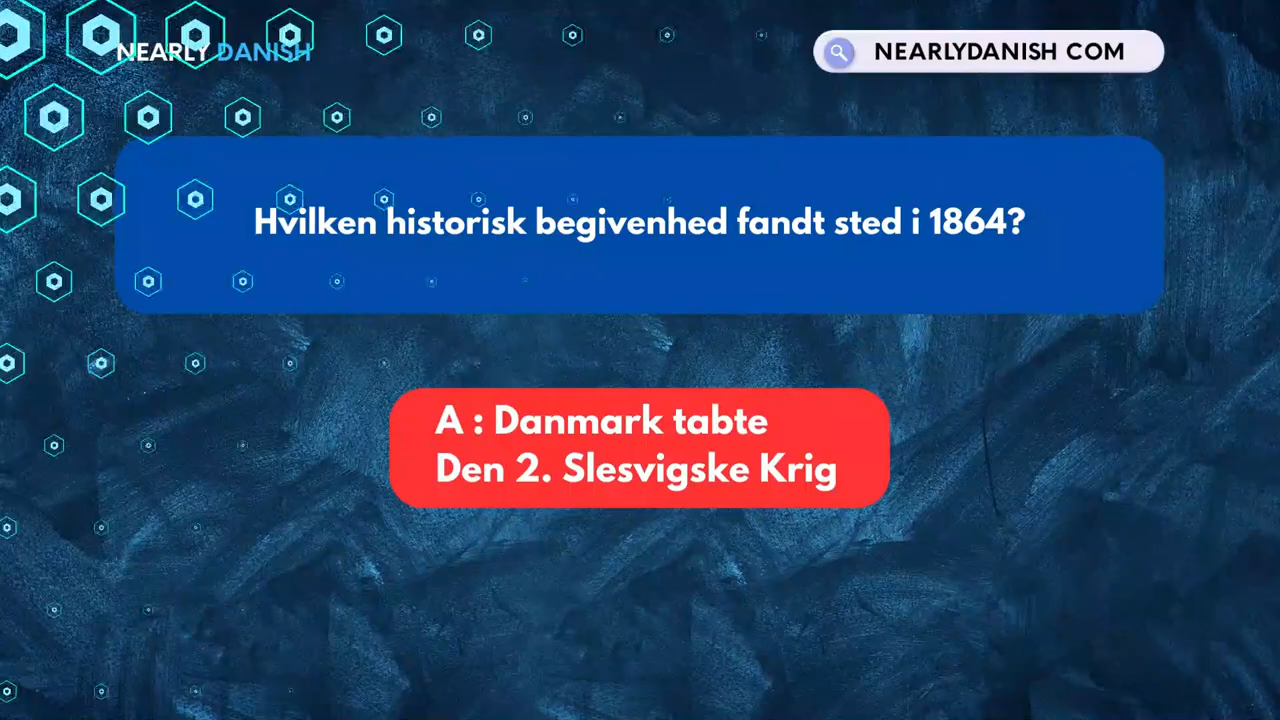 NEARLY DANISH
NEARLYDANISH COM
Hvilken historisk begivenhed fandt sted i 1864?
A : Danmark tabte
Den 2. Slesvigske Krig